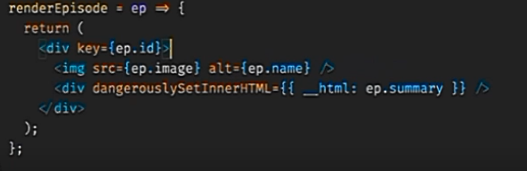 renderEpisode = ep => {
return (
<div key={ep.id}>
<img src={ep.image} alt={ep.name} />
<div dangerouslySetInnerHTML={{ __html: ep.summary }} />
</div>
);
};